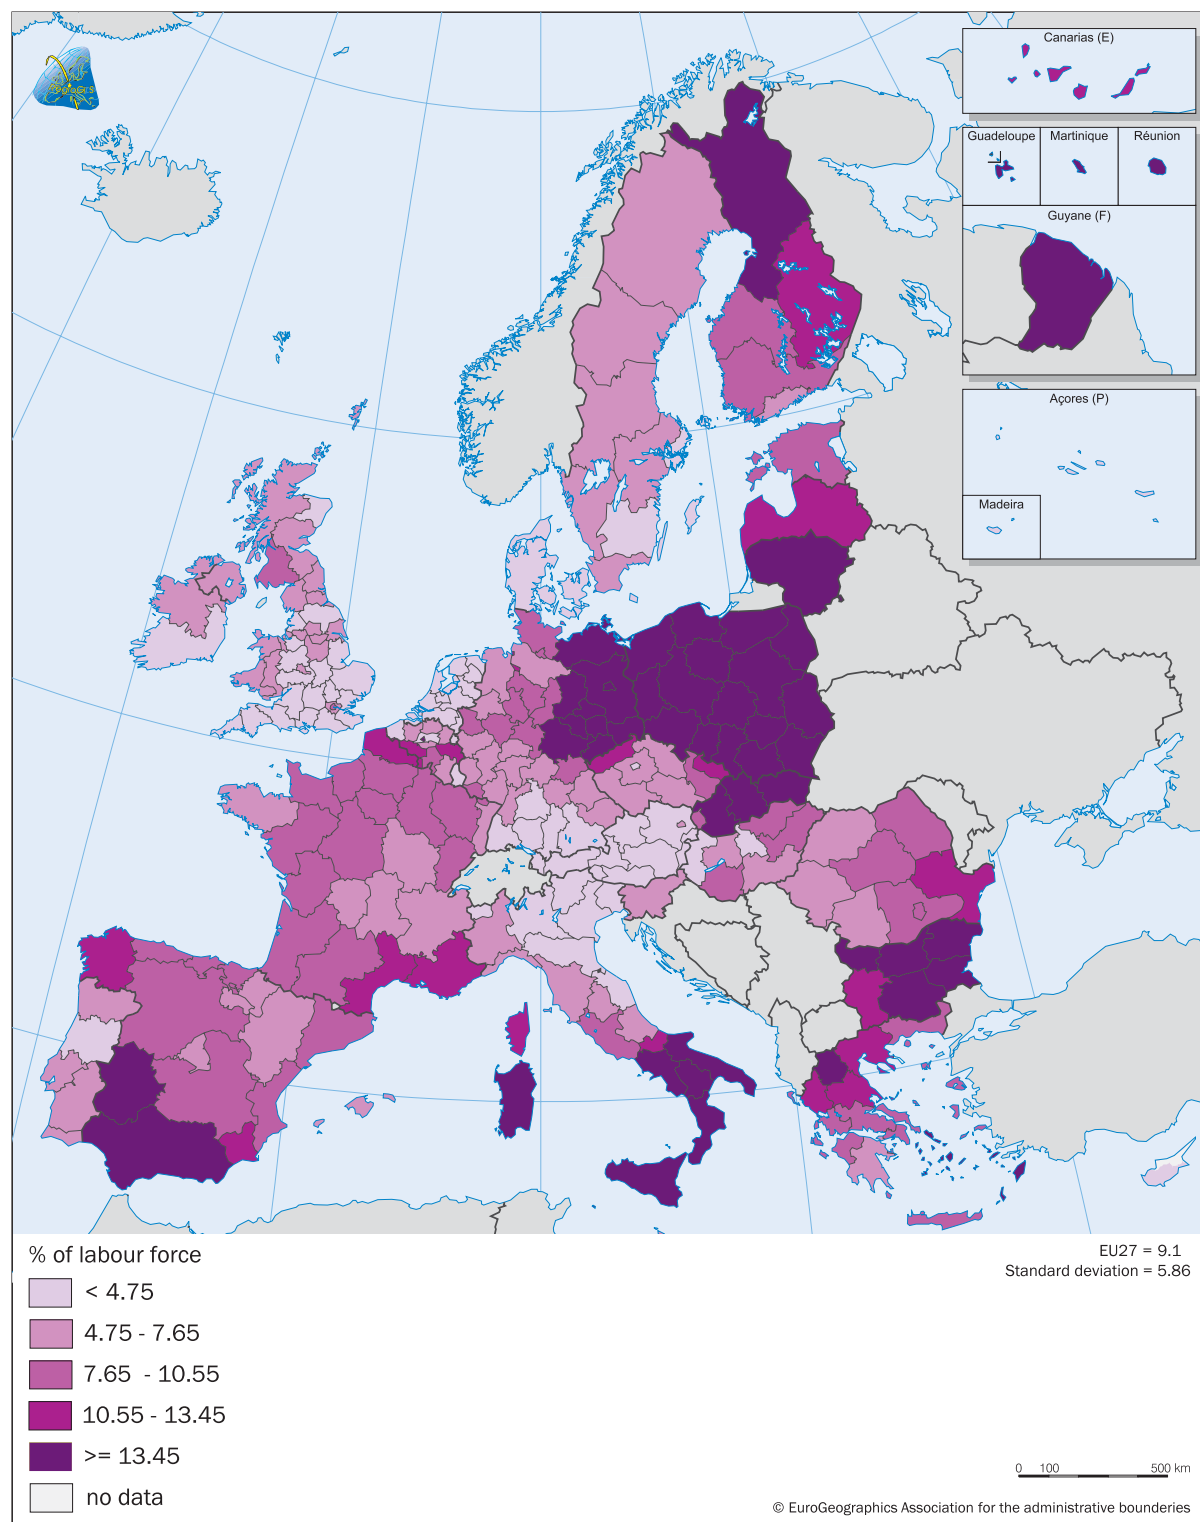 Canarias (E)
Guadeloupe
Martinique
Réunion
Guyane (F)
Açores (P)
Madeira
% of labour force
< 4.75
4.75 - 7.65
7.65 - 10.55
10.55 - 13.45
>= 13.45
no data
EU27 = 9.1
Standard deviation = 5.86
0 100 500 km
© EuroGeographics Association for the administrative bounderies